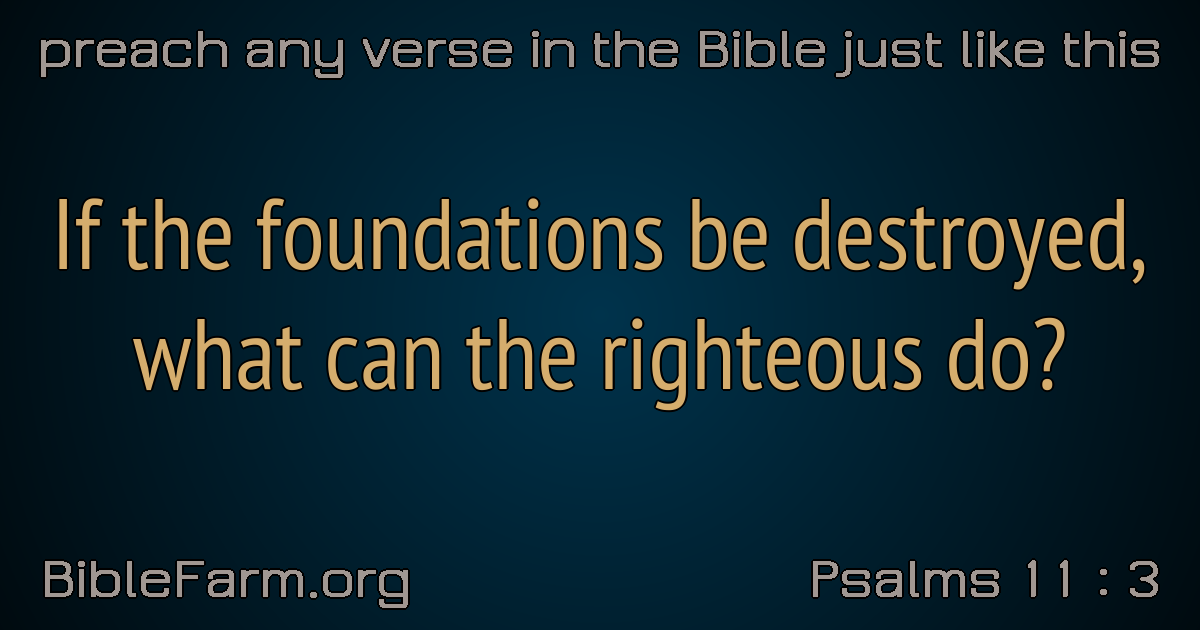 preach any verse in the Bible just like this
If the foundations be destroyed,
what can the righteous do?
BibleFarm.org
Psalms 11 : 3